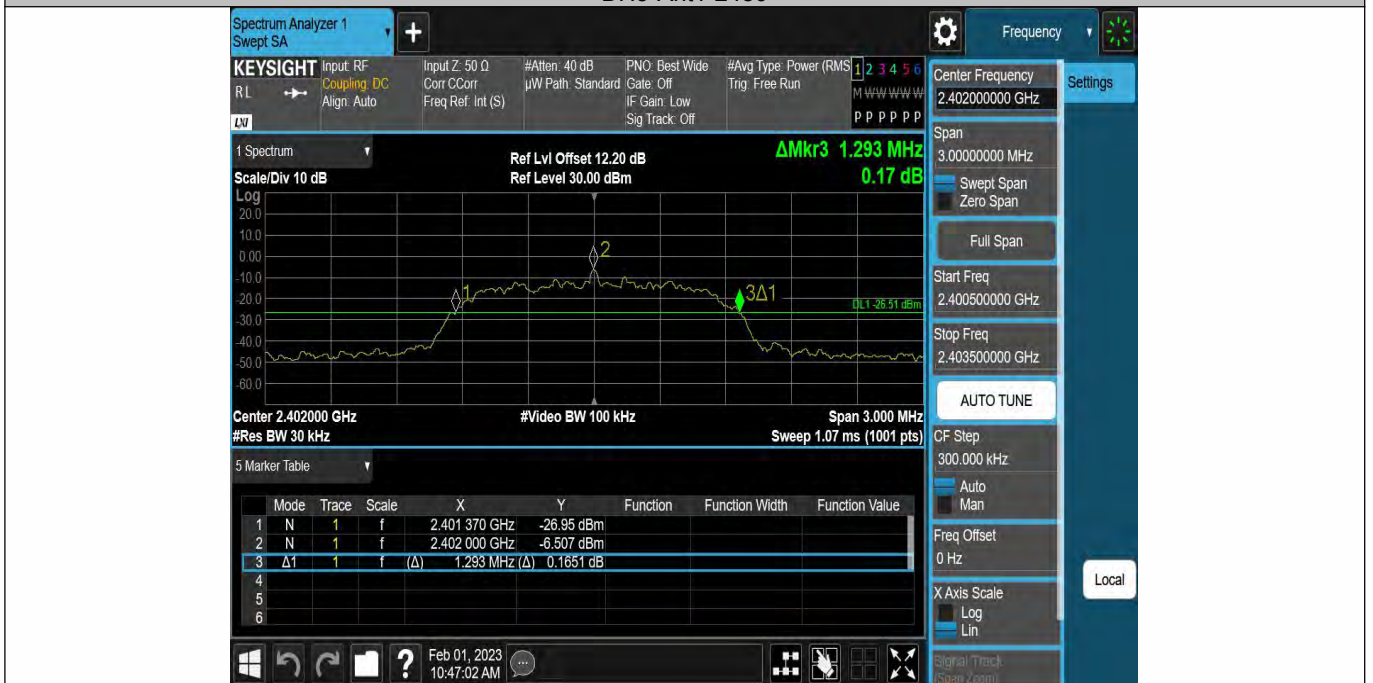 Spectrum Analyzer 1
Swept SA
Frequency
KEYSIGHT
RL
LXI
Input: RF
Coupling: DC
Align: Auto
Input Z: 50 Ω
Corr CCorr
Freq Ref: Int (S)
#Atten: 40 dB
µW Path: Standard
PNO: Best Wide
Gate: Off
IF Gain: Low
Sig Track: Off
#Avg Type: Power (RMS
Trig: Free Run
1 2 3 4 5 6
M W W W W W
P P P P P P
Center Frequency
2.402000000 GHz
Settings
Span
3.00000000 MHz
Swept Span
Zero Span
Full Span
Start Freq
2.400500000 GHz
Stop Freq
2.403500000 GHz
AUTO TUNE
CF Step
300.000 kHz
Auto
Man
Freq Offset
0 Hz
X Axis Scale
Log
Lin
Signal Track
(Span Zoom)
Local
1 Spectrum
Scale/Div 10 dB
Ref Lvl Offset 12.20 dB
Ref Level 30.00 dBm
ΔMkr3 1.293 MHz
0.17 dB
Log
20.0
10.0
0.00
-10.0
-20.0
-30.0
-40.0
-50.0
-60.0
1
2
3Δ1
DL1 -26.51 dBm
Center 2.402000 GHz
#Res BW 30 kHz
#Video BW 100 kHz
Span 3.000 MHz
Sweep 1.07 ms (1001 pts)
5 Marker Table
Mode Trace Scale X Y Function Function Width Function Value
1 N 1 f 2.401 370 GHz -26.95 dBm
2 N 1 f 2.402 000 GHz -6.507 dBm
3 Δ1 1 f (Δ) 1.293 MHz (Δ) 0.1651 dB
4
5
6
Feb 01, 2023
10:47:02 AM